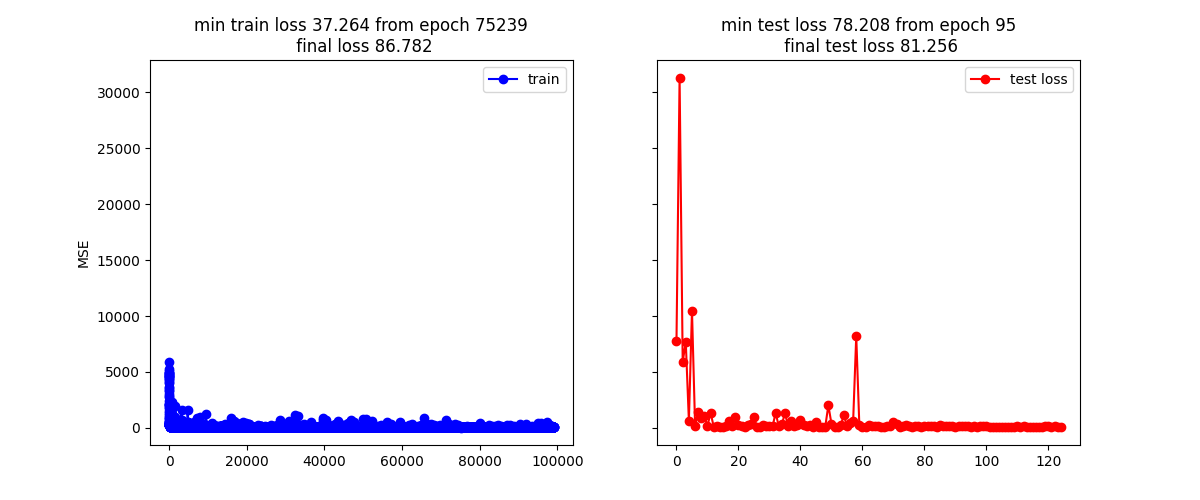 min train loss 37.264 from epoch 75239
final loss 86.782
min test loss 78.208 from epoch 95
final test loss 81.256
train
test loss
MSE
30000
25000
20000
15000
10000
5000
0
0 20000 40000 60000 80000 100000
0 20 40 60 80 100 120